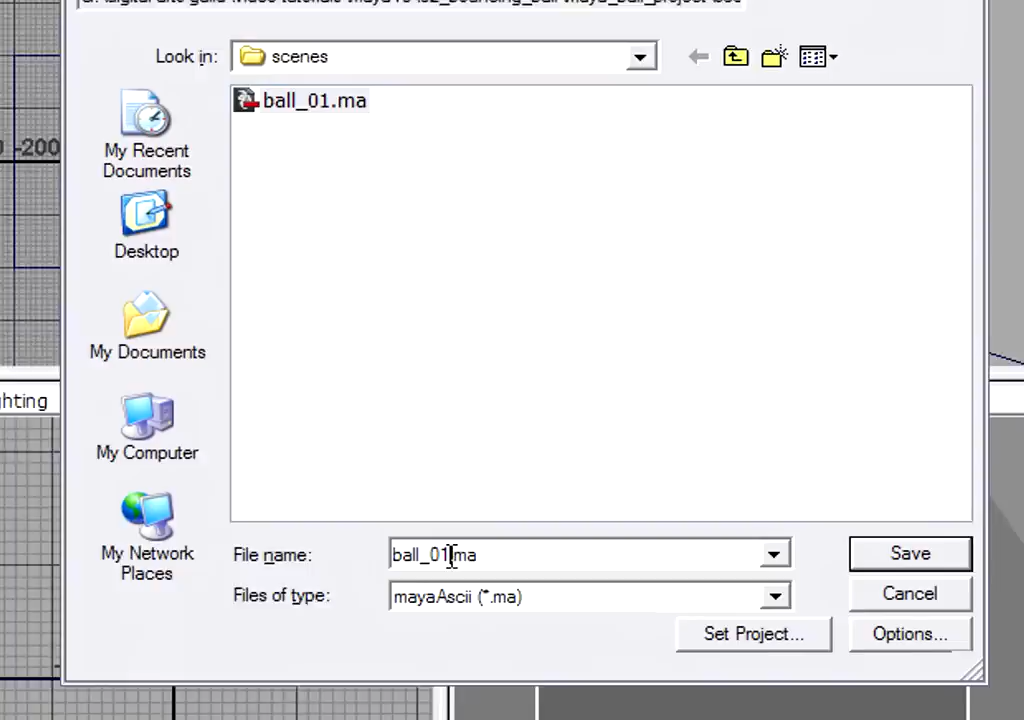 Look in: scenes
ball_01.ma
My Recent
Documents
Desktop
My Documents
My Computer
My Network
Places
File name: ball_01.ma
Files of type: mayaAscii (*.ma)
Save
Cancel
Set Project...
Options...
-200
hting